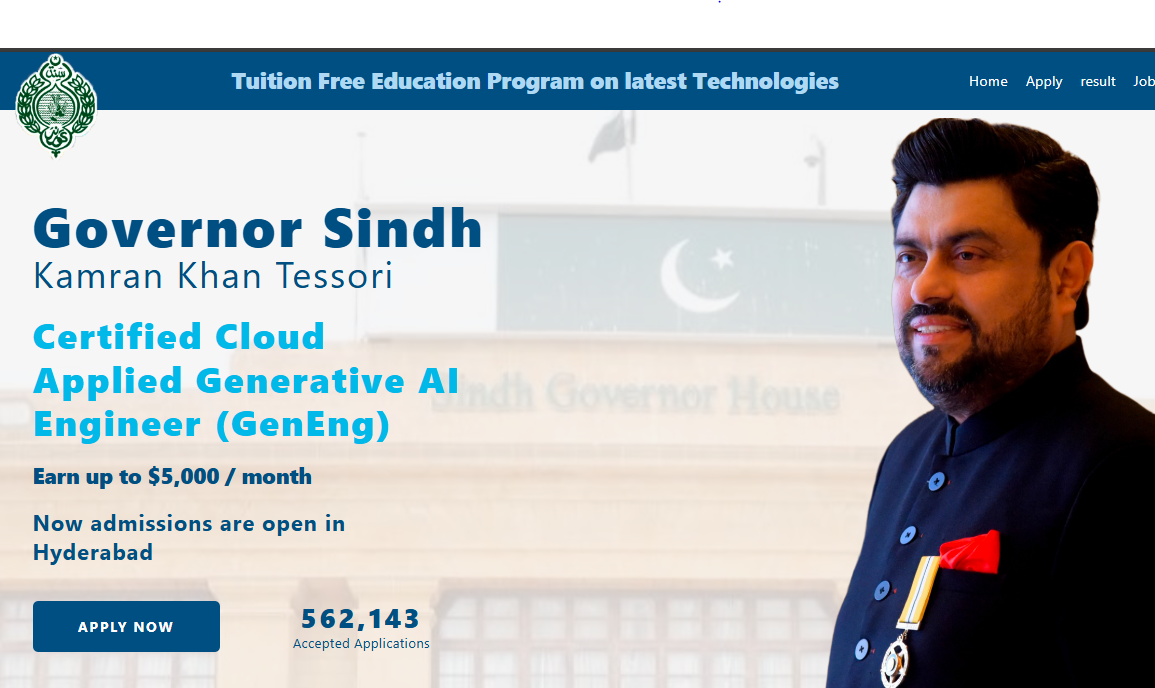 Tuition Free Education Program on latest Technologies
Home Apply result Job
Governor Sindh
Kamran Khan Tessori
Certified Cloud
Applied Generative AI
Engineer (GenEng)
Sindh Governor House
Earn up to $5,000 / month
Now admissions are open in
Hyderabad
APPLY NOW
562,143
Accepted Applications